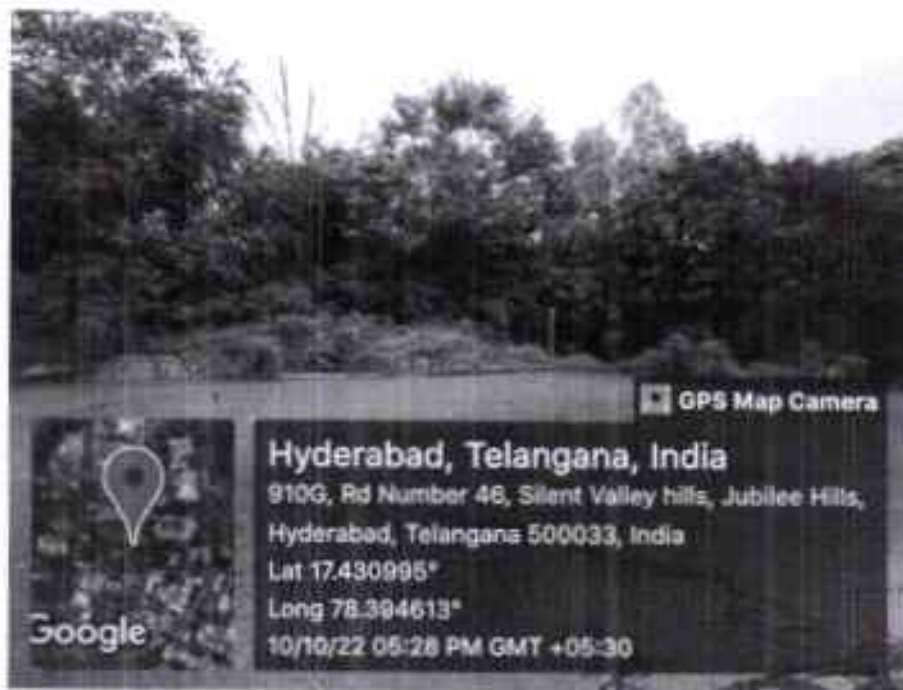 GPS Map Camera
Hyderabad, Telangana, India
910G, Rd Number 46, Silent Valley hills, Jubilee Hills,
Hyderabad, Telangana 500033, India
Lat 17.430995°
Long 78.394613°
10/10/22 05:28 PM GMT +05:30
Google